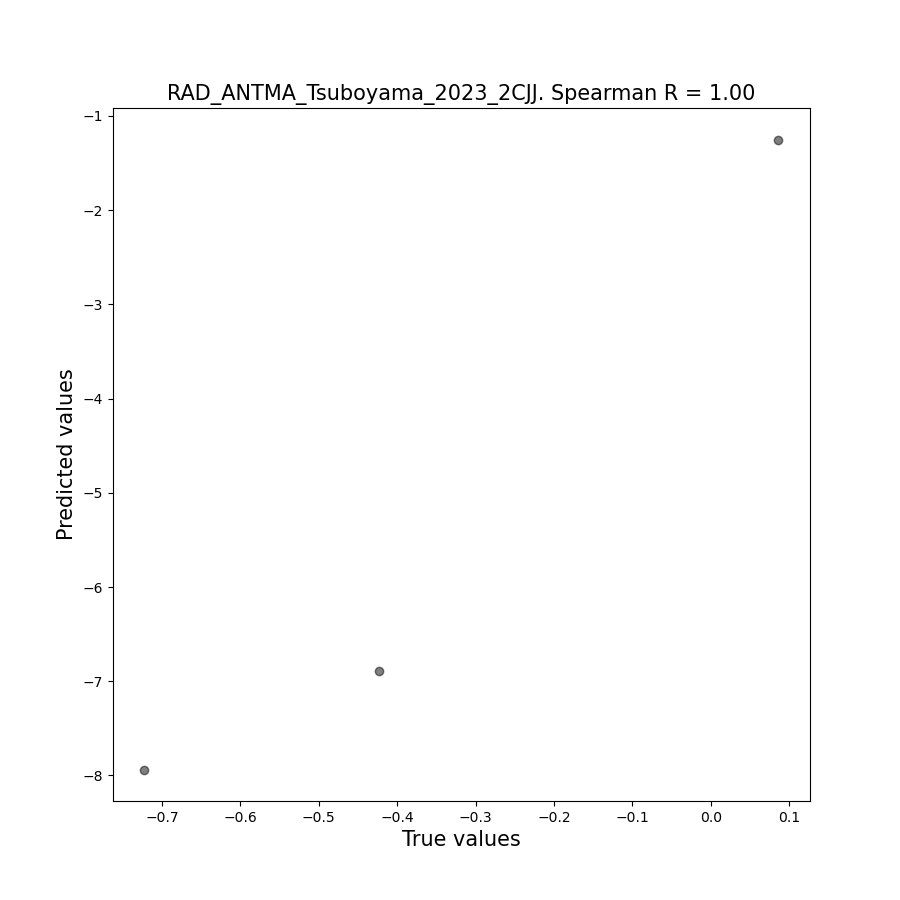 RAD_ANTMA_Tsuboyama_2023_2CJJ. Spearman R = 1.00
−1
−2
−3
−4
−5
−6
−7
−8
Predicted values
−0.7 −0.6 −0.5 −0.4 −0.3 −0.2 −0.1 0.0 0.1
True values